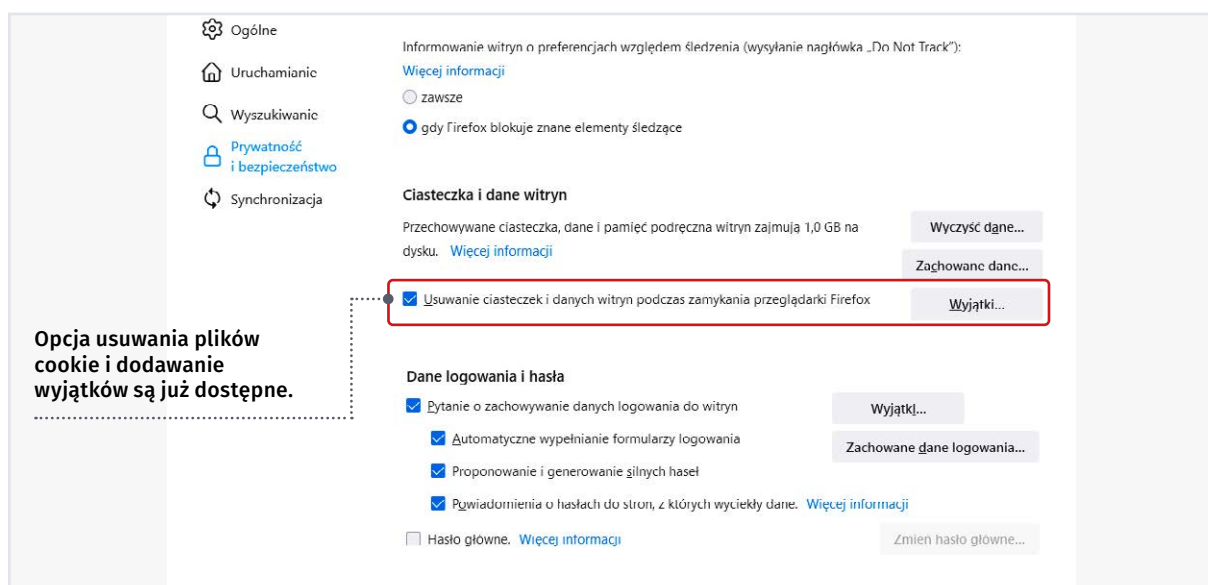 Ogólne
Uruchamianie
Wyszukiwanie
Prywatność
i bezpieczeństwo
Synchronizacja
Informowanie witryn o preferencjach względem śledzenia (wysyłanie nagłówka „Do Not Track”):
Więcej informacji
zawsze
gdy Firefox blokuje znane elementy śledzące
Ciasteczka i dane witryn
Przechowywane ciasteczka, dane i pamięć podręczna witryn zajmują 1,0 GB na
dysku. Więcej informacji
Wyczyść dane...
Zachowane dane...
Usuwanie ciasteczek i danych witryn podczas zamykania przeglądarki Firefox
Wyjątki...
Opcja usuwania plików
cookie i dodawanie
wyjątków są już dostępne.
Dane logowania i hasła
Pytanie o zachowywanie danych logowania do witryn
Wyjątki...
Automatyczne wypełnianie formularzy logowania
Zachowane dane logowania...
Proponowanie i generowanie silnych haseł
Powiadomienia o hasłach do stron, z których wyciekły dane. Więcej informacji
Hasło główne. Więcej informacji
Zmień hasło główne...